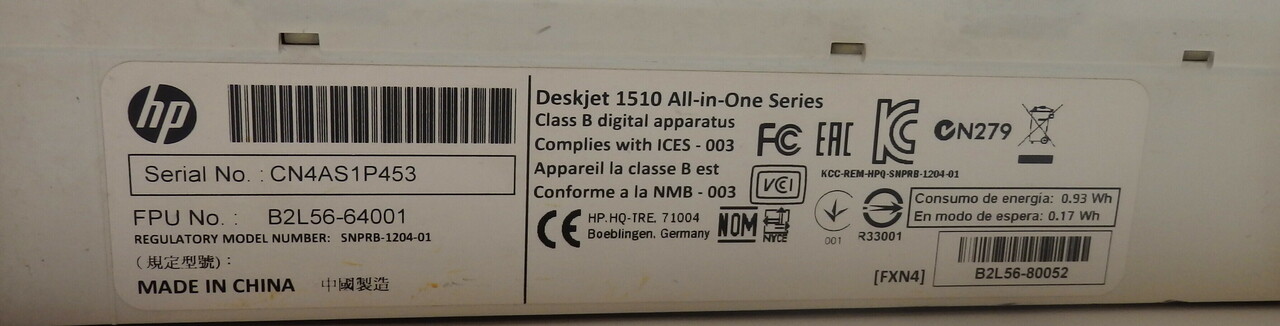 hp
Serial No. : CN4AS1P453
FPU No. : B2L56-64001
REGULATORY MODEL NUMBER: SNPRB-1204-01
(規定型號):
MADE IN CHINA 中國製造
Deskjet 1510 All-in-One Series
Class B digital apparatus
Complies with ICES - 003
Appareil la classe B est
Conforme a la NMB - 003
CE
HP.HQ-TRE. 71004
Boeblingen. Germany
FC
EAC
KC
N279
KCC-REM-HPQ-SNPRB-1204-01
VCI
NOM
NYCE
001
R33001
Consumo de energía: 0.93 Wh
En modo de espera: 0.17 Wh
[FXN4]
B2L56-80052